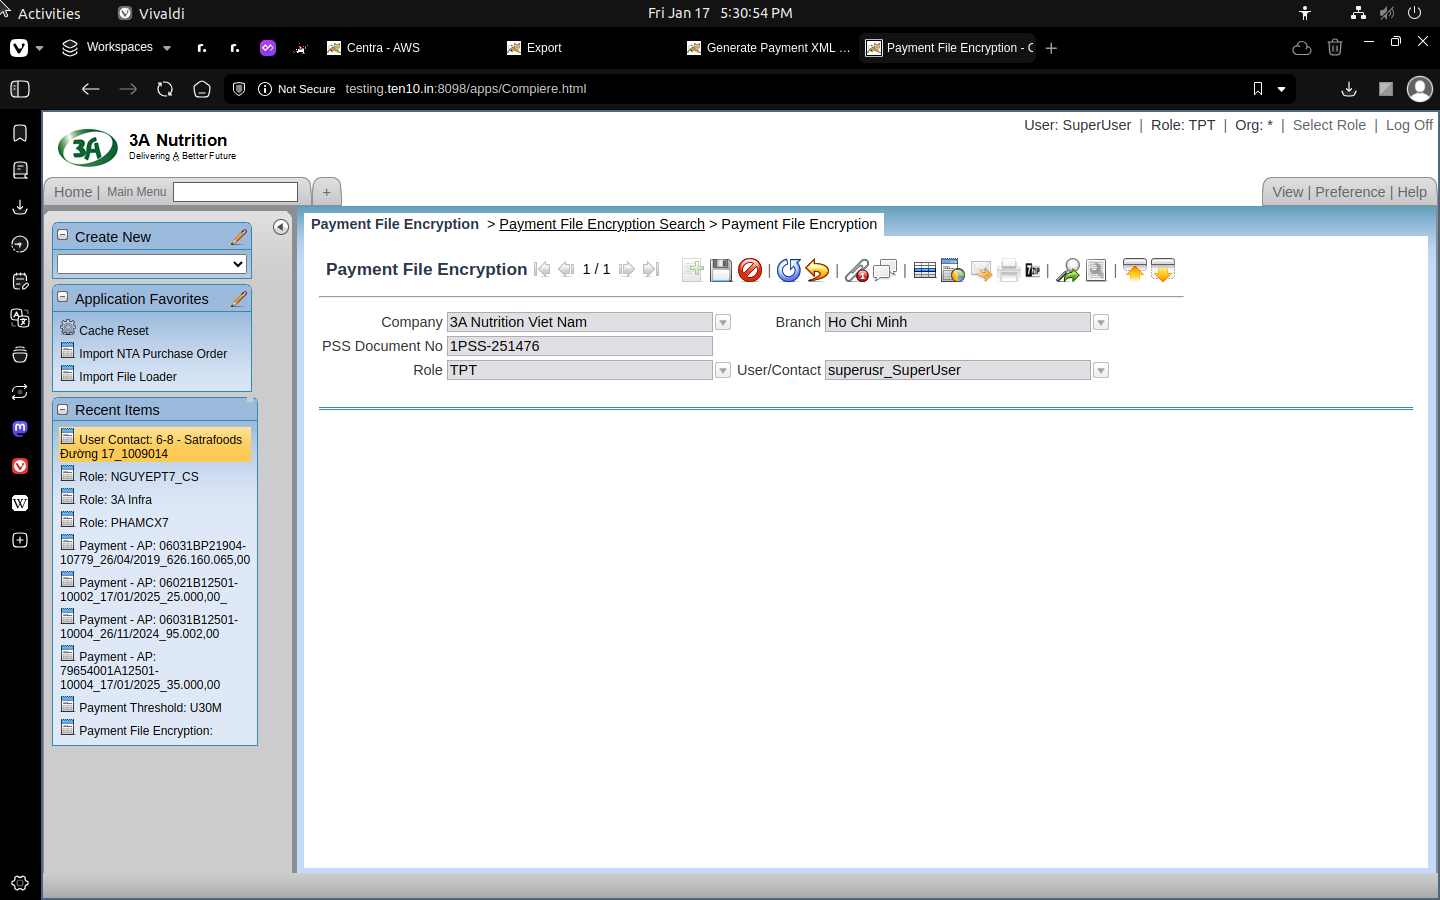 Activities
Vivaldi
Fri Jan 17 5:30:54 PM
Workspaces
r.
r.
Centra - AWS
Export
Generate Payment XML ...
Payment File Encryption - C
Not Secure testing.ten10.in:8098/apps/Compiere.html
3A
3A Nutrition
Delivering A Better Future
User: SuperUser | Role: TPT | Org: * | Select Role | Log Off
Home | Main Menu
+
View | Preference | Help
Create New
Application Favorites
Cache Reset
Import NTA Purchase Order
Import File Loader
Recent Items
User Contact: 6-8 - Satrafoods
Đường 17_1009014
Role: NGUYEPT7_CS
Role: 3A Infra
Role: PHAMCX7
Payment - AP: 06031BP21904-
10779_26/04/2019_626.160.065,00
Payment - AP: 06021B12501-
10002_17/01/2025_25.000,00_
Payment - AP: 06031B12501-
10004_26/11/2024_95.002,00
Payment - AP:
79654001A12501-
10004_17/01/2025_35.000,00
Payment Threshold: U30M
Payment File Encryption:
Payment File Encryption > Payment File Encryption Search > Payment File Encryption
Payment File Encryption 1 / 1
Company 3A Nutrition Viet Nam
Branch Ho Chi Minh
PSS Document No 1PSS-251476
Role TPT
User/Contact superusr_SuperUser